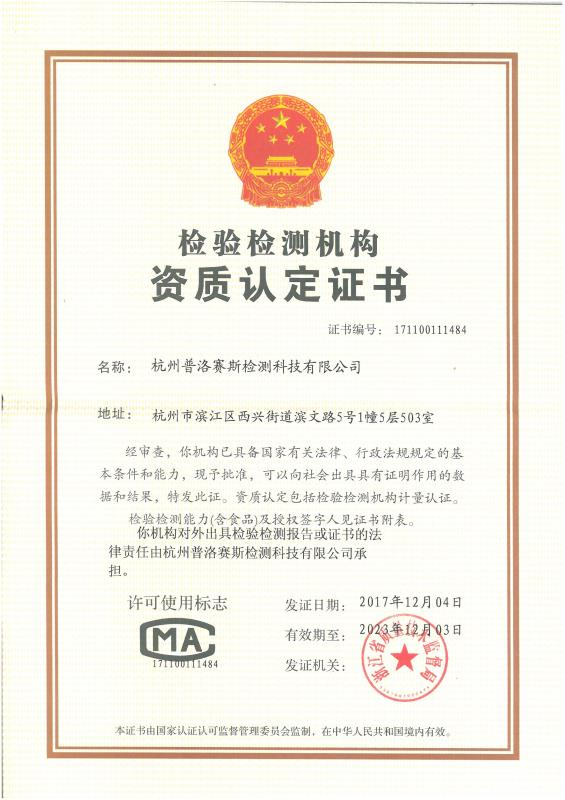 检验检测机构
资质认定证书
证书编号： 171100111484
名称： 杭州普洛赛斯检测科技有限公司
地址： 杭州市滨江区西兴街道滨文路5号1幢5层503室
经审查，你机构已具备国家有关法律、行政法规规定的基
本条件和能力，现予批准，可以向社会出具具有证明作用的数
据和结果，特发此证。资质认定包括检验检测机构计量认证。
检验检测能力(含食品)及授权签字人见证书附表。
你机构对外出具检验检测报告或证书的法
律责任由杭州普洛赛斯检测科技有限公司承
担。
许可使用标志
MA
171100111484
发证日期： 2017年12月04日
有效期至： 2023年12月03日
发证机关：
浙江省质量技术监督局
本证书由国家认证认可监督管理委员会监制，在中华人民共和国境内有效。